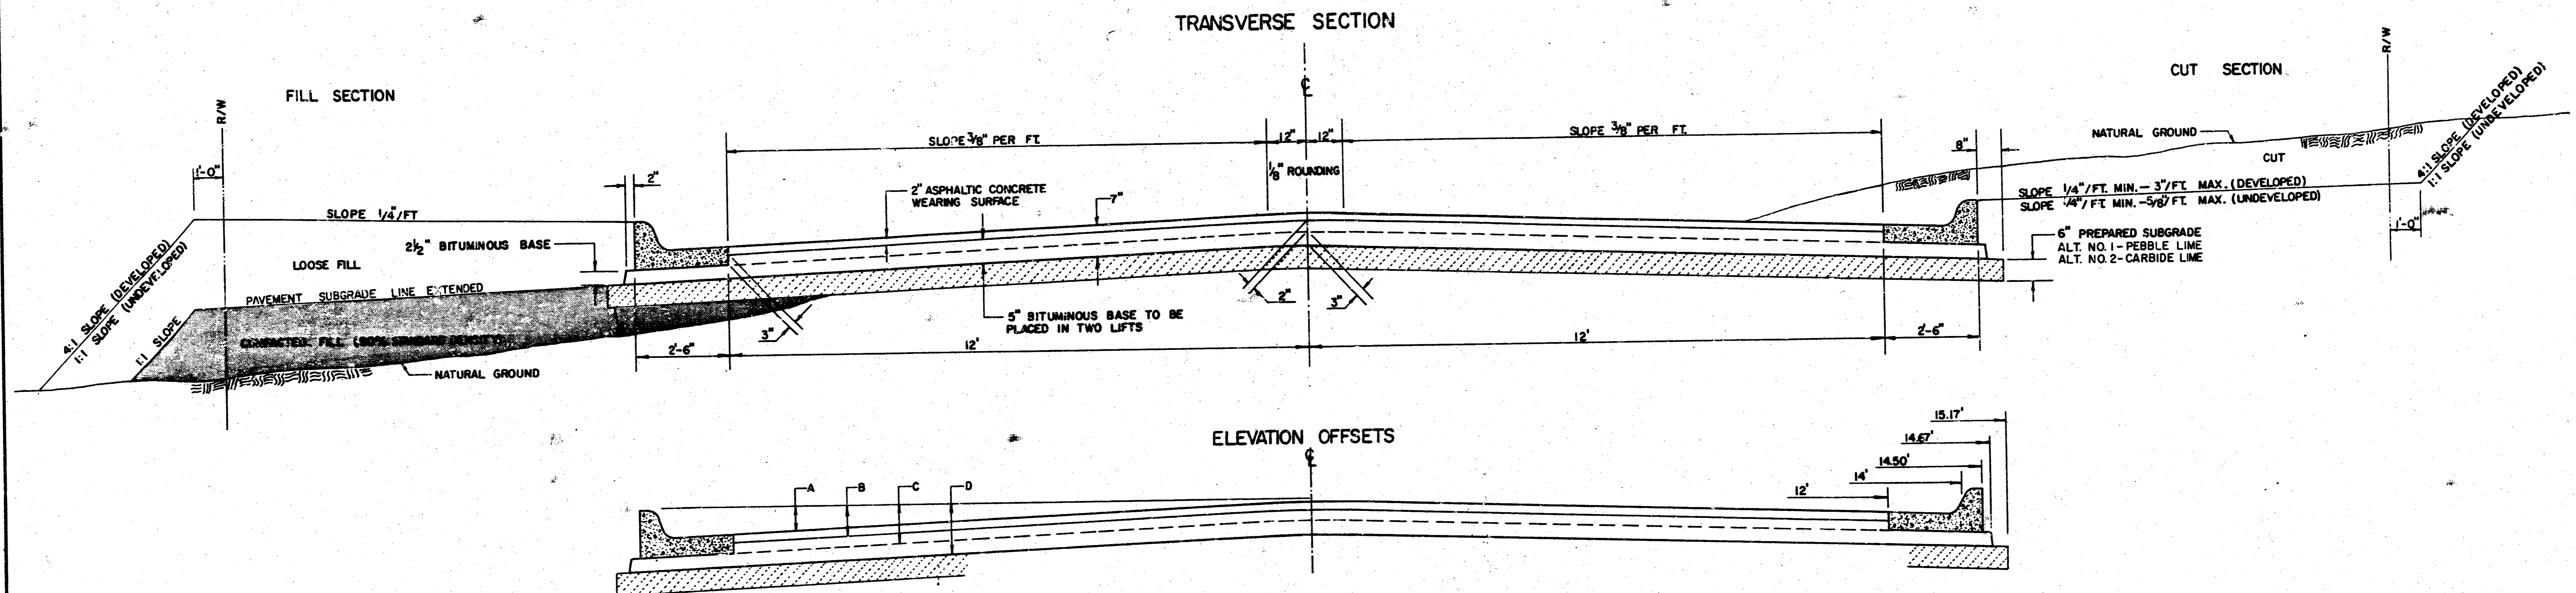 TRANSVERSE SECTION
FILL SECTION
CUT SECTION
R/W
R/W
℄
SLOPE 3/8" PER FT.
12"
12"
SLOPE 3/8" PER FT.
1/8" ROUNDING
8"
NATURAL GROUND
CUT
4:1 SLOPE (DEVELOPED)
1:1 SLOPE (UNDEVELOPED)
1'-0"
2"
2" ASPHALTIC CONCRETE
WEARING SURFACE
7"
SLOPE 1/4"/FT. MIN. - 3"/FT. MAX. (DEVELOPED)
SLOPE 1/4"/FT. MIN. - 5/8"/FT. MAX. (UNDEVELOPED)
1'-0"
SLOPE 1/4"/FT
2 1/2" BITUMINOUS BASE
LOOSE FILL
6" PREPARED SUBGRADE
ALT. NO. 1 - PEBBLE LIME
ALT. NO. 2 - CARBIDE LIME
4:1 SLOPE (DEVELOPED)
1:1 SLOPE (UNDEVELOPED)
PAVEMENT SUBGRADE LINE EXTENDED
1:1 SLOPE
COMPACTED FILL (90% STANDARD DENSITY)
2"
3"
3"
5" BITUMINOUS BASE TO BE
PLACED IN TWO LIFTS
2'-6"
12'
12'
2'-6"
NATURAL GROUND
ELEVATION OFFSETS
℄
15.17'
14.67'
14.50'
14'
12'
A
B
C
D